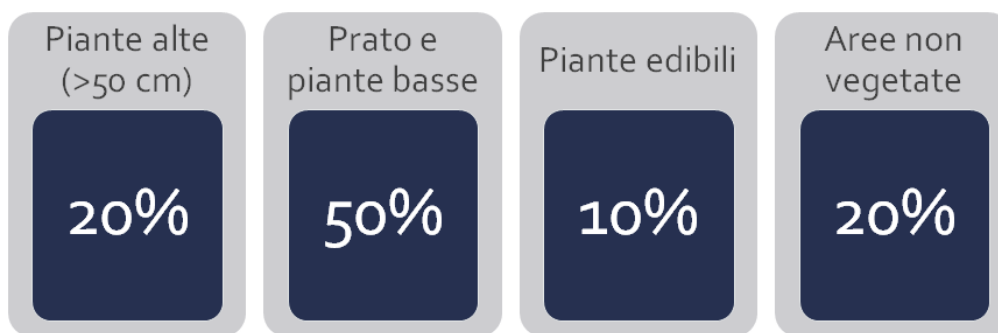 Piante alte
(>50 cm)
20%
Prato e
piante basse
50%
Piante edibili
10%
Aree non
vegetate
20%